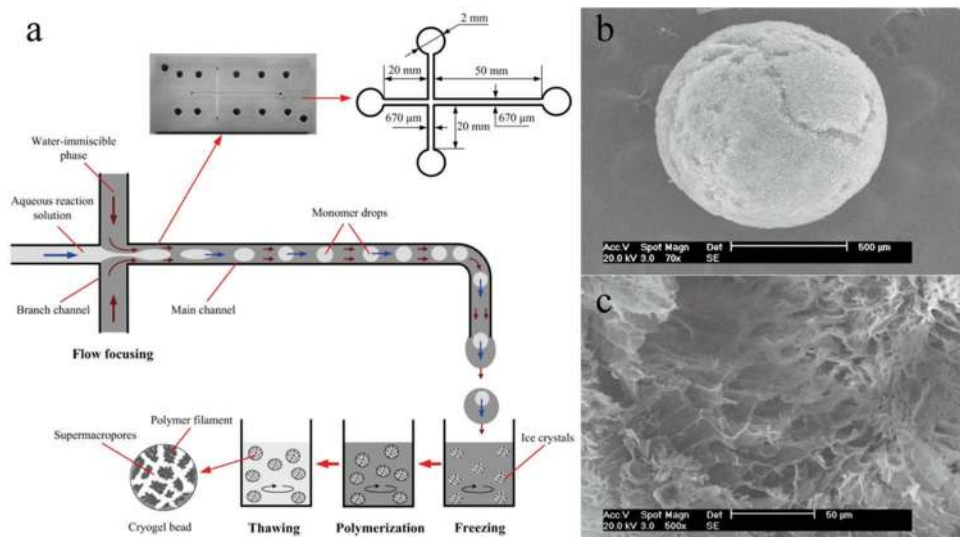 a
2 mm
20 mm
50 mm
670 µm
20 mm
670 µm
Water-immiscible
phase
Aqueous reaction
solution
Monomer drops
Branch channel
Main channel
Flow focusing
Polymer filament
Supermacropores
Ice crystals
Cryogel bead
Thawing
Polymerization
Freezing
b
Acc.V Spot Magn Det
20.0 kV 3.0 70x SE
500 µm
c
Acc.V Spot Magn Det
20.0 kV 3.0 500x SE
50 µm